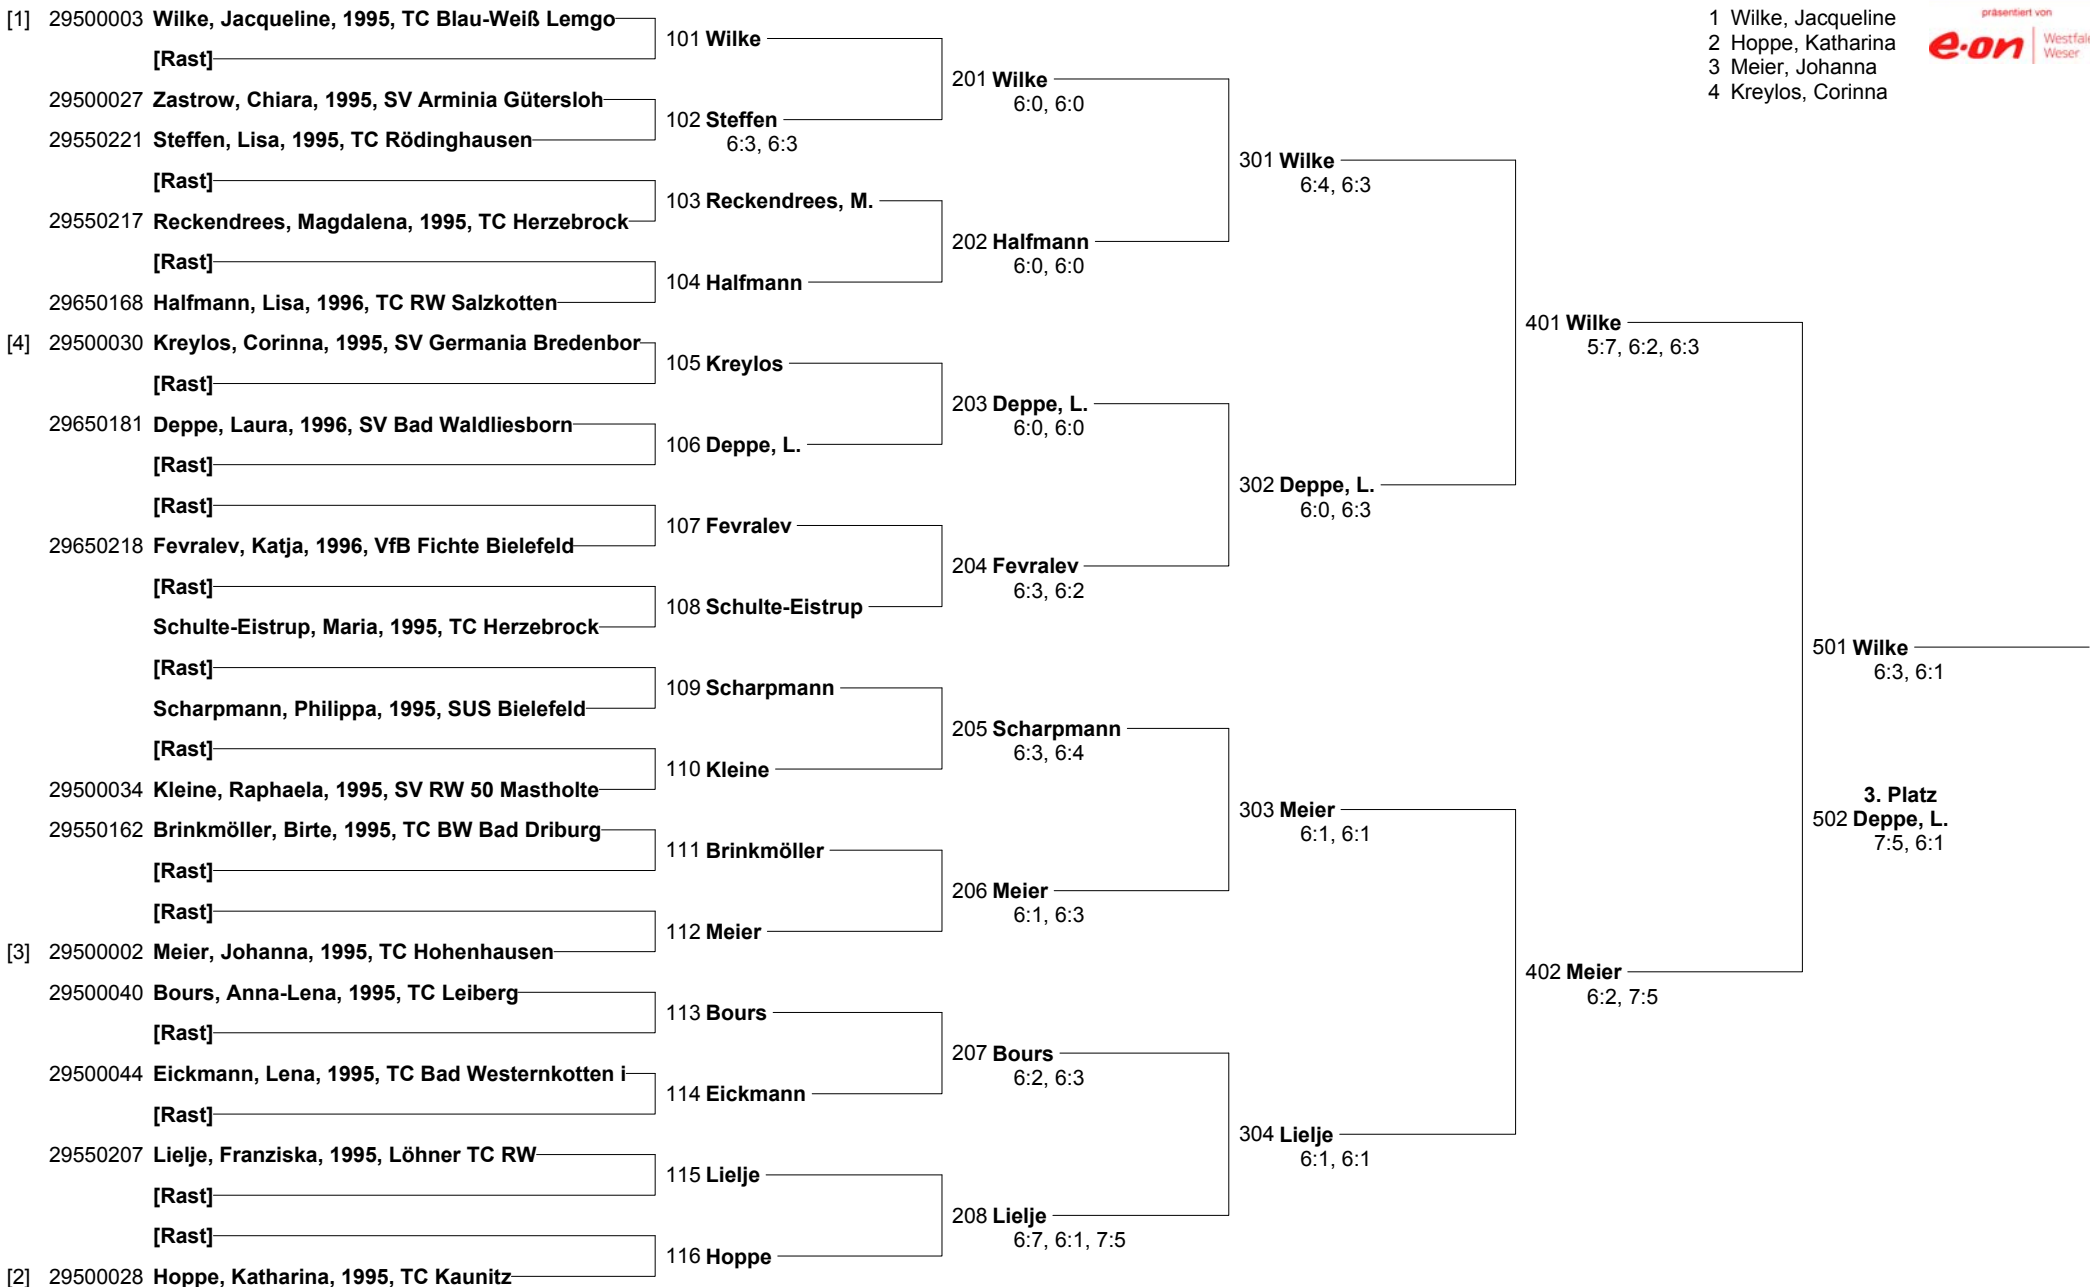 [1] 29500003 Wilke, Jacqueline, 1995, TC Blau-Weiß Lemgo
[Rast]
29500027 Zastrow, Chiara, 1995, SV Arminia Gütersloh
29550221 Steffen, Lisa, 1995, TC Rödinghausen
[Rast]
29550217 Reckendrees, Magdalena, 1995, TC Herzebrock
[Rast]
29650168 Halfmann, Lisa, 1996, TC RW Salzkotten
[4] 29500030 Kreylos, Corinna, 1995, SV Germania Bredenbor
[Rast]
29650181 Deppe, Laura, 1996, SV Bad Waldliesborn
[Rast]
[Rast]
29650218 Fevralev, Katja, 1996, VfB Fichte Bielefeld
[Rast]
Schulte-Eistrup, Maria, 1995, TC Herzebrock
[Rast]
Scharpmann, Philippa, 1995, SUS Bielefeld
[Rast]
29500034 Kleine, Raphaela, 1995, SV RW 50 Mastholte
29550162 Brinkmöller, Birte, 1995, TC BW Bad Driburg
[Rast]
[Rast]
[3] 29500002 Meier, Johanna, 1995, TC Hohenhausen
29500040 Bours, Anna-Lena, 1995, TC Leiberg
[Rast]
29500044 Eickmann, Lena, 1995, TC Bad Westernkotten i
[Rast]
29550207 Lielje, Franziska, 1995, Löhner TC RW
[Rast]
[Rast]
[2] 29500028 Hoppe, Katharina, 1995, TC Kaunitz
101 Wilke
102 Steffen
6:3, 6:3
103 Reckendrees, M.
104 Halfmann
105 Kreylos
106 Deppe, L.
107 Fevralev
108 Schulte-Eistrup
109 Scharpmann
110 Kleine
111 Brinkmöller
112 Meier
113 Bours
114 Eickmann
115 Lielje
116 Hoppe
201 Wilke
6:0, 6:0
202 Halfmann
6:0, 6:0
203 Deppe, L.
6:0, 6:0
204 Fevralev
6:3, 6:2
205 Scharpmann
6:3, 6:4
206 Meier
6:1, 6:3
207 Bours
6:2, 6:3
208 Lielje
6:7, 6:1, 7:5
301 Wilke
6:4, 6:3
302 Deppe, L.
6:0, 6:3
303 Meier
6:1, 6:1
304 Lielje
6:1, 6:1
401 Wilke
5:7, 6:2, 6:3
402 Meier
6:2, 7:5
501 Wilke
6:3, 6:1
3. Platz
502 Deppe, L.
7:5, 6:1
1 Wilke, Jacqueline
2 Hoppe, Katharina
3 Meier, Johanna
4 Kreylos, Corinna
präsentiert von
e·on
Westfale
Weser